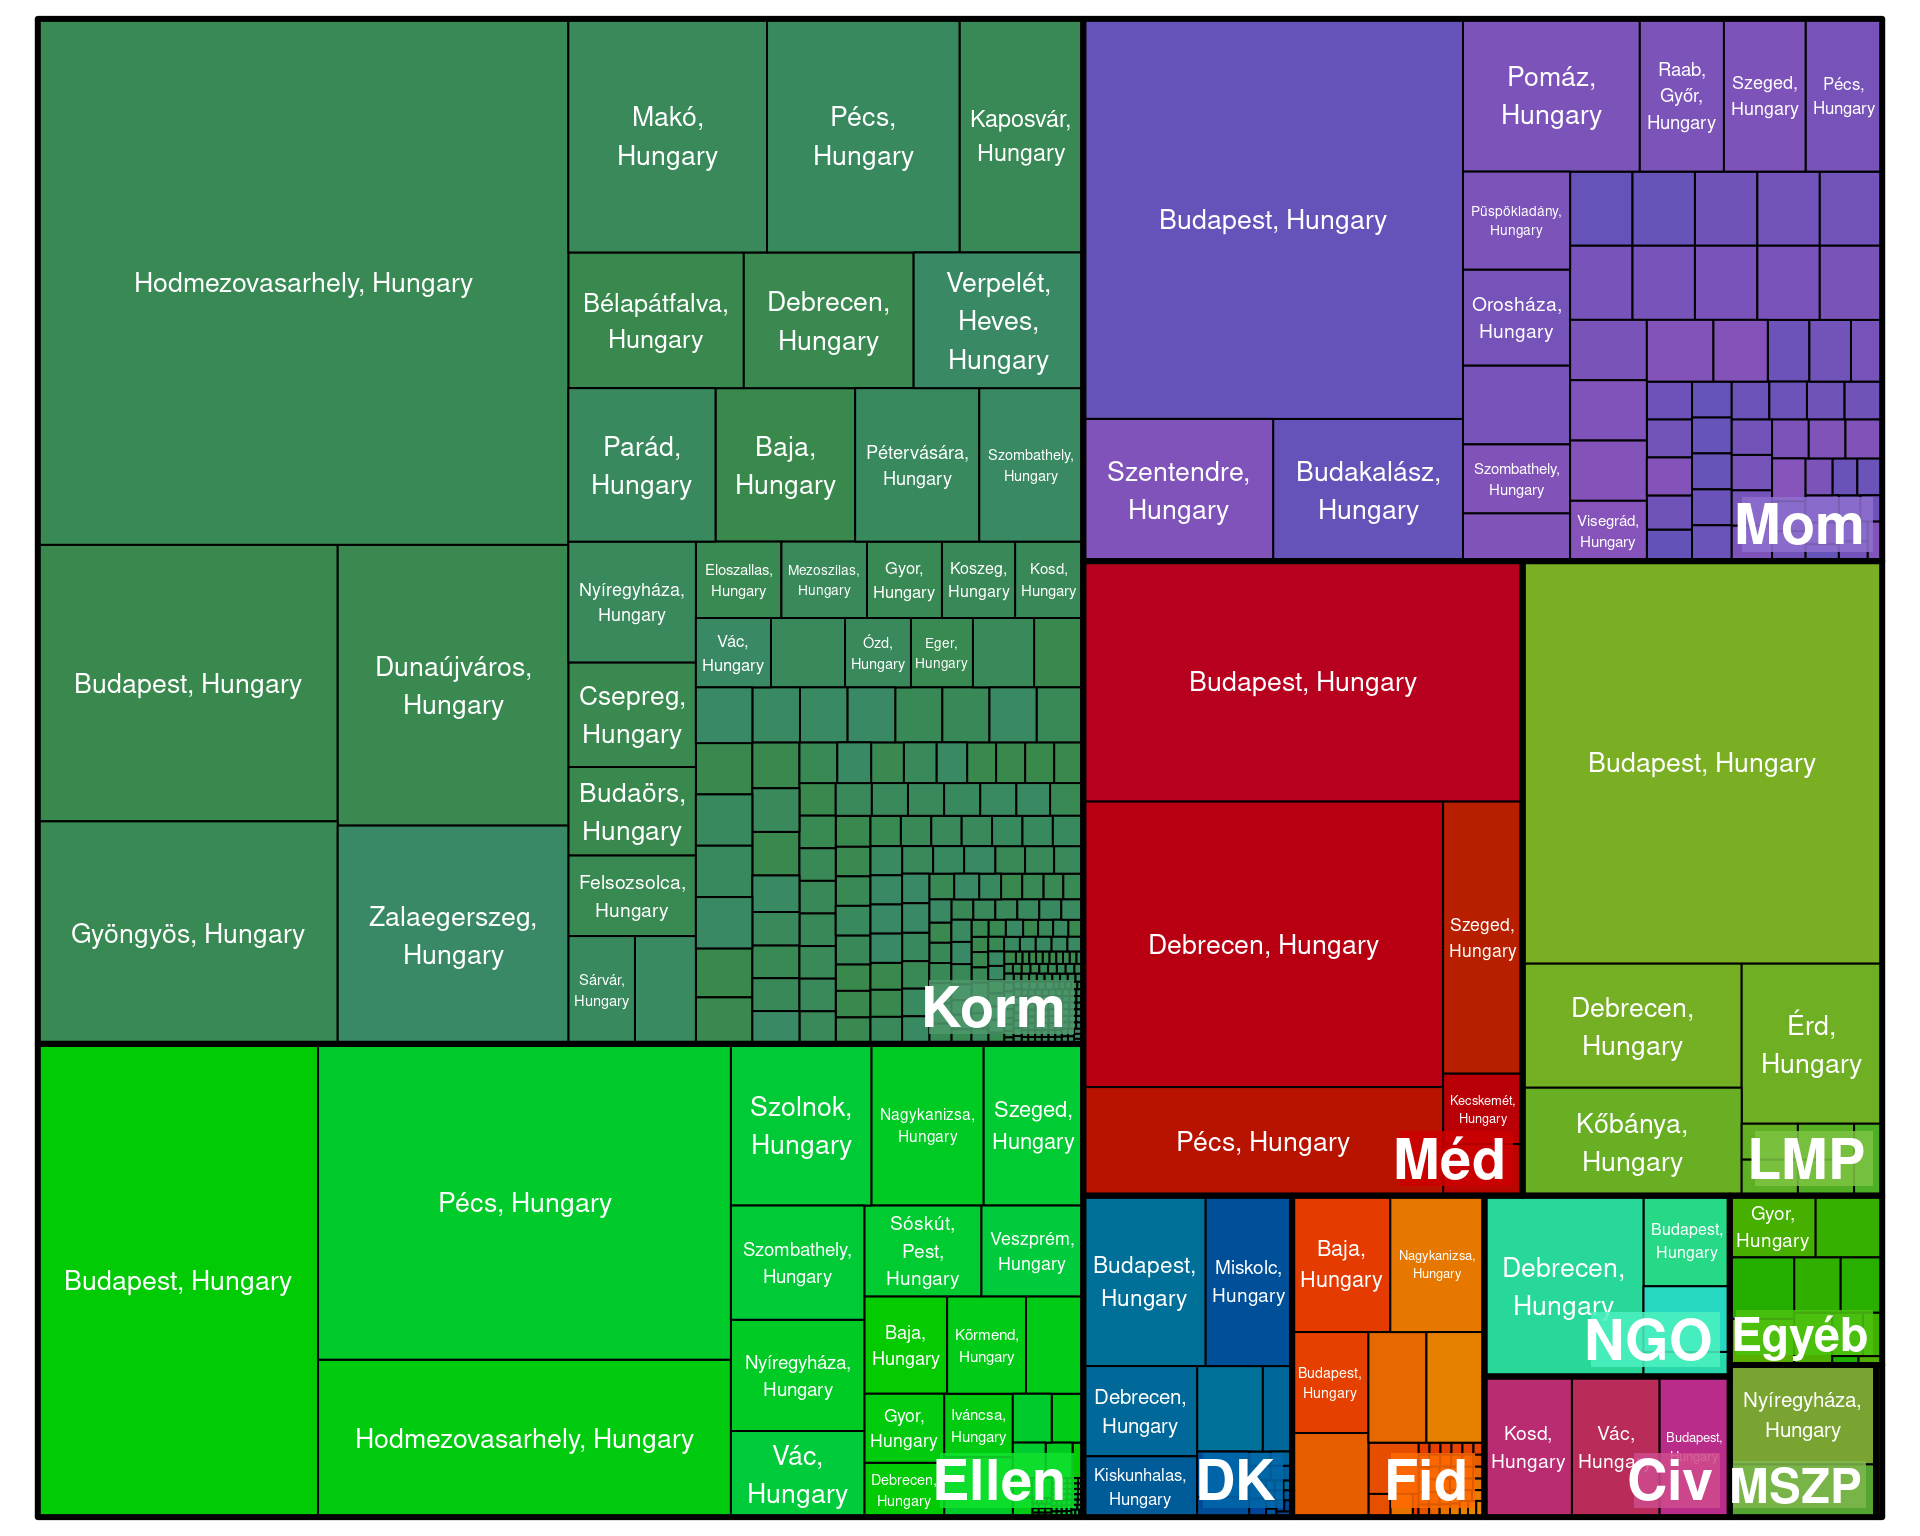 Hodmezovasarhely, Hungary
Makó,
Hungary
Pécs,
Hungary
Kaposvár,
Hungary
Bélapátfalva,
Hungary
Debrecen,
Hungary
Verpelét,
Heves,
Hungary
Parád,
Hungary
Baja,
Hungary
Pétervására,
Hungary
Szombathely,
Hungary
Budapest, Hungary
Dunaújváros,
Hungary
Gyöngyös, Hungary
Zalaegerszeg,
Hungary
Nyíregyháza,
Hungary
Eloszallas,
Hungary
Mezoszilas,
Hungary
Gyor,
Hungary
Koszeg,
Hungary
Kosd,
Hungary
Vác,
Hungary
Ózd,
Hungary
Eger,
Hungary
Csepreg,
Hungary
Budaörs,
Hungary
Felsozsolca,
Hungary
Sárvár,
Hungary
Korm
Budapest, Hungary
Pomáz,
Hungary
Raab,
Győr,
Hungary
Szeged,
Hungary
Pécs,
Hungary
Püspökladány,
Hungary
Orosháza,
Hungary
Szentendre,
Hungary
Budakalász,
Hungary
Szombathely,
Hungary
Visegrád,
Hungary
Mom
Budapest, Hungary
Debrecen, Hungary
Szeged,
Hungary
Pécs, Hungary
Kecskemét,
Hungary
Méd
Budapest, Hungary
Debrecen,
Hungary
Érd,
Hungary
Kőbánya,
Hungary
LMP
Budapest, Hungary
Pécs, Hungary
Hodmezovasarhely, Hungary
Szolnok,
Hungary
Nagykanizsa,
Hungary
Szeged,
Hungary
Szombathely,
Hungary
Sóskút,
Pest,
Hungary
Veszprém,
Hungary
Nyíregyháza,
Hungary
Baja,
Hungary
Körmend,
Hungary
Vác,
Hungary
Gyor,
Hungary
Iváncsa,
Hungary
Debrecen,
Hungary
Ellen
Budapest,
Hungary
Miskolc,
Hungary
Debrecen,
Hungary
Kiskunhalas,
Hungary
DK
Baja,
Hungary
Nagykanizsa,
Hungary
Budapest,
Hungary
Fid
Debrecen,
Hungary
Budapest,
Hungary
NGO
Gyor,
Hungary
Egyéb
Kosd,
Hungary
Vác,
Hungary
Budapest,
Hungary
Civ
Nyíregyháza,
Hungary
MSZP